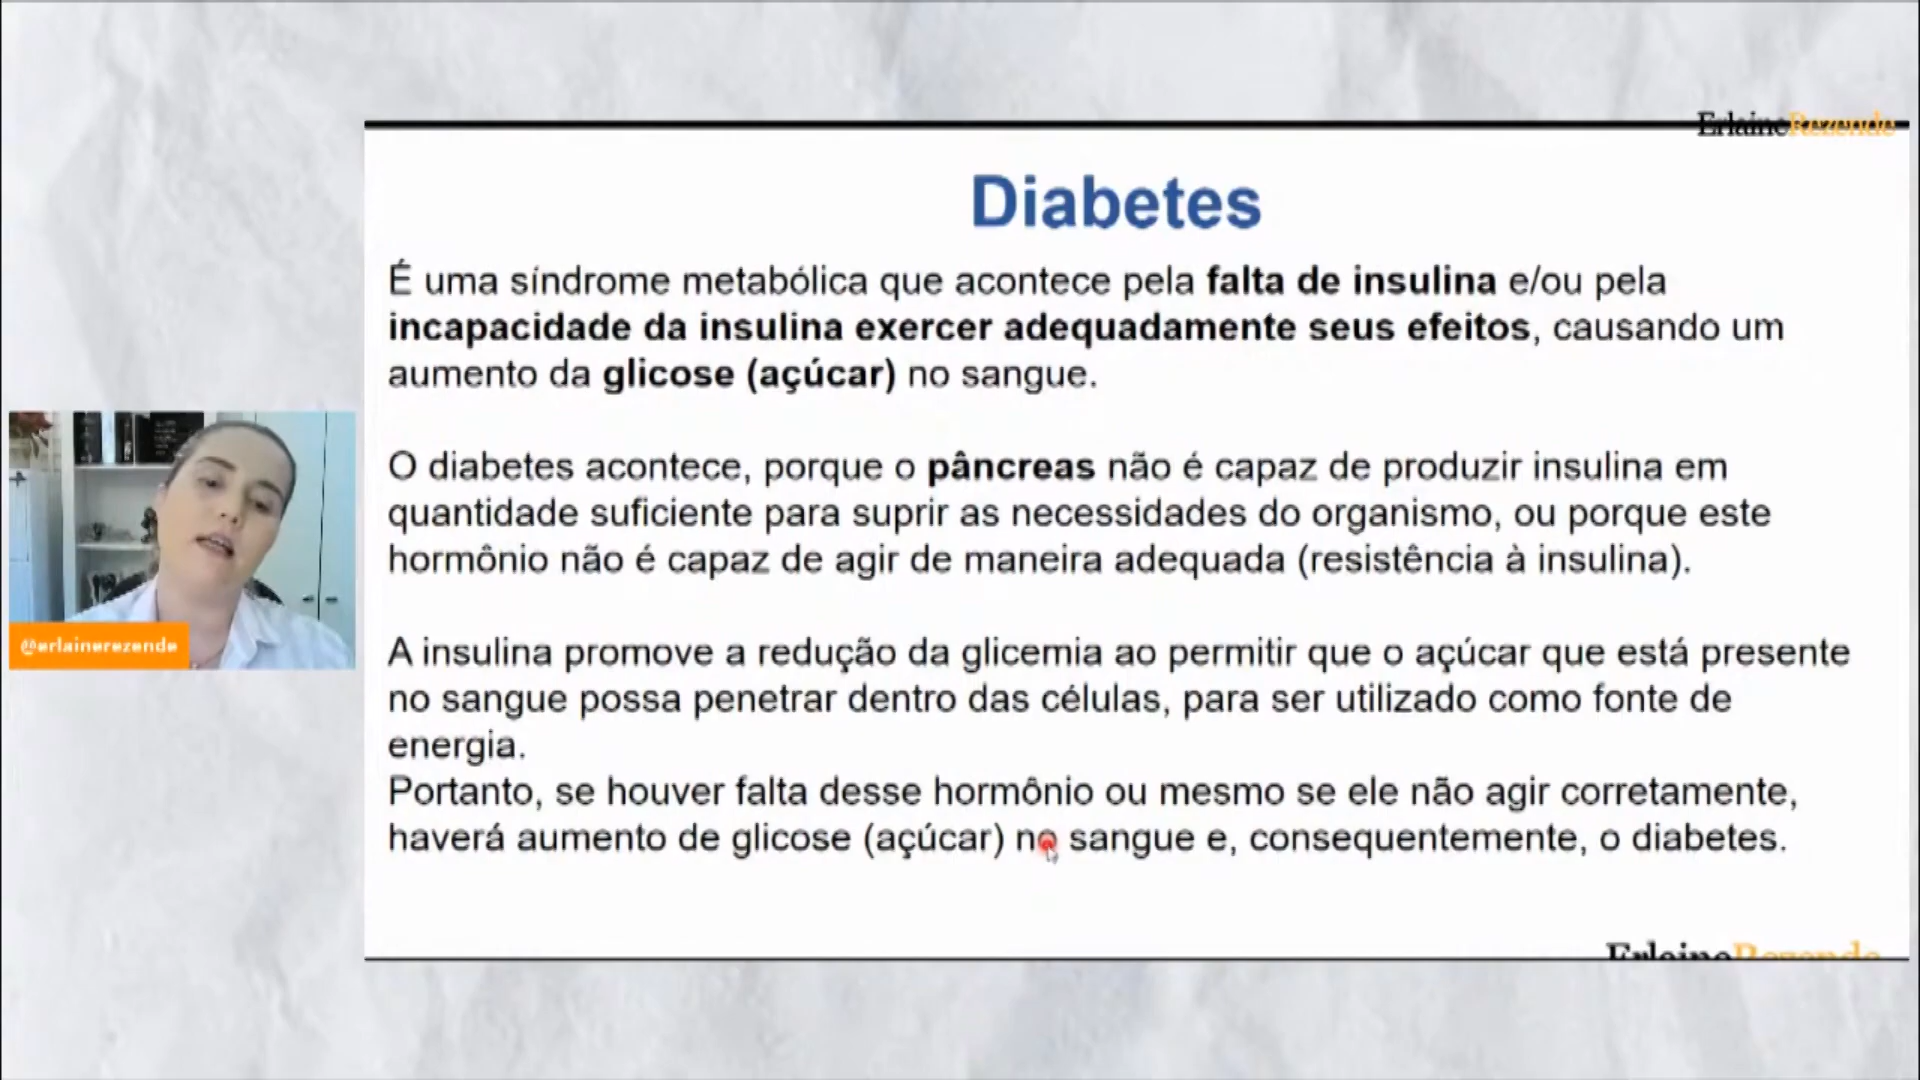 ErlaineRezende
Diabetes
É uma síndrome metabólica que acontece pela falta de insulina e/ou pela
incapacidade da insulina exercer adequadamente seus efeitos, causando um
aumento da glicose (açúcar) no sangue.
O diabetes acontece, porque o pâncreas não é capaz de produzir insulina em
quantidade suficiente para suprir as necessidades do organismo, ou porque este
hormônio não é capaz de agir de maneira adequada (resistência à insulina).
@erlainerezende
A insulina promove a redução da glicemia ao permitir que o açúcar que está presente
no sangue possa penetrar dentro das células, para ser utilizado como fonte de
energia.
Portanto, se houver falta desse hormônio ou mesmo se ele não agir corretamente,
haverá aumento de glicose (açúcar) no sangue e, consequentemente, o diabetes.
ErlaineRezende